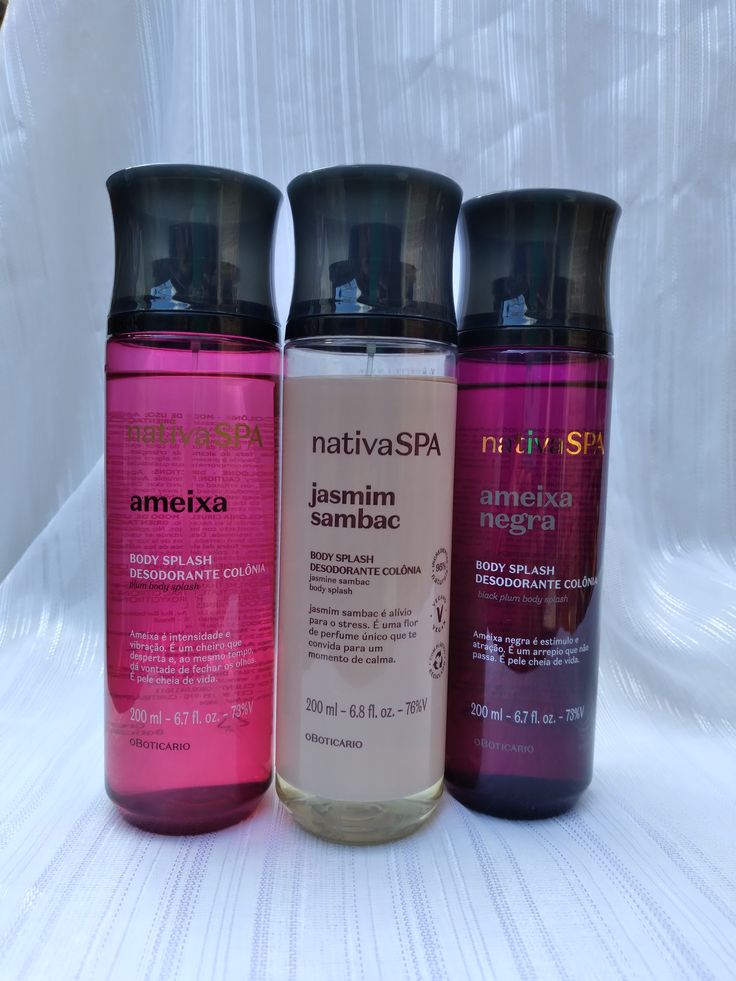 nativaSPA
ameixa
BODY SPLASH
DESODORANTE COLÔNIA
plum body splash
Ameixa é intensidade e
vibração. É um cheiro que
desperta e, ao mesmo tempo,
dá vontade de fechar os olhos.
É pele cheia de vida.
200 ml – 6.7 fl. oz. – 73%V
oBOTICÁRIO
nativaSPA
jasmim
sambac
BODY SPLASH
DESODORANTE COLÔNIA
jasmine sambac
body splash
jasmim sambac é alívio
para o stress. É uma flor
de perfume único que te
convida para um
momento de calma.
200 ml – 6.8 fl. oz. – 76%V
oBOTICÁRIO
nativaSPA
ameixa
negra
BODY SPLASH
DESODORANTE COLÔNIA
black plum body splash
Ameixa negra é estímulo e
atração. É um arrepio que não
passa. É pele cheia de vida.
200 ml – 6.7 fl. oz. – 73%V
oBOTICÁRIO